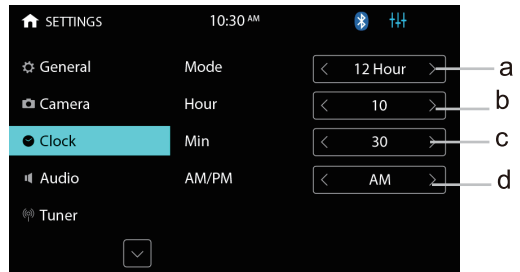 SETTINGS 10:30 AM
General Mode < 12 Hour > a
Camera Hour < 10 > b
Clock Min < 30 > c
Audio AM/PM < AM > d
Tuner